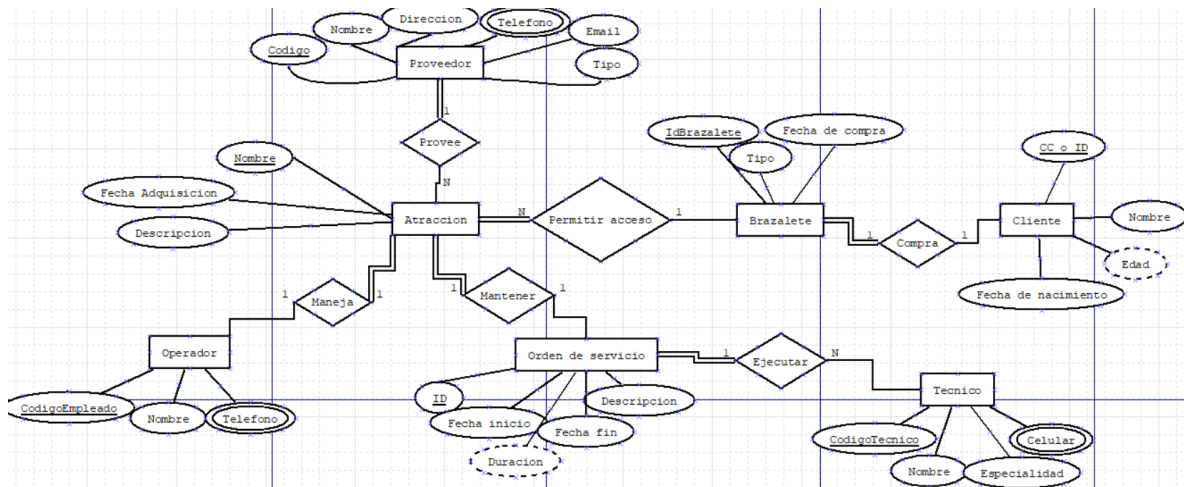 Direccion
Telefono
Nombre
Email
Codigo
Proveedor
Tipo
1
Provee
N
IdBrazalete
Fecha de compra
Tipo
CC o ID
Nombre
Fecha Adquisicion
Descripcion
Atraccion
N
Permitir acceso
1
Brazalete
1
Compra
1
Cliente
Nombre
Edad
Fecha de nacimiento
1
Maneja
1
Mantener
1
Operador
Orden de servicio
1
Ejecutar
N
Tecnico
CodigoEmpleado
Nombre
Telefono
ID
Fecha inicio
Duracion
Fecha fin
Descripcion
CodigoTecnico
Nombre
Especialidad
Celular